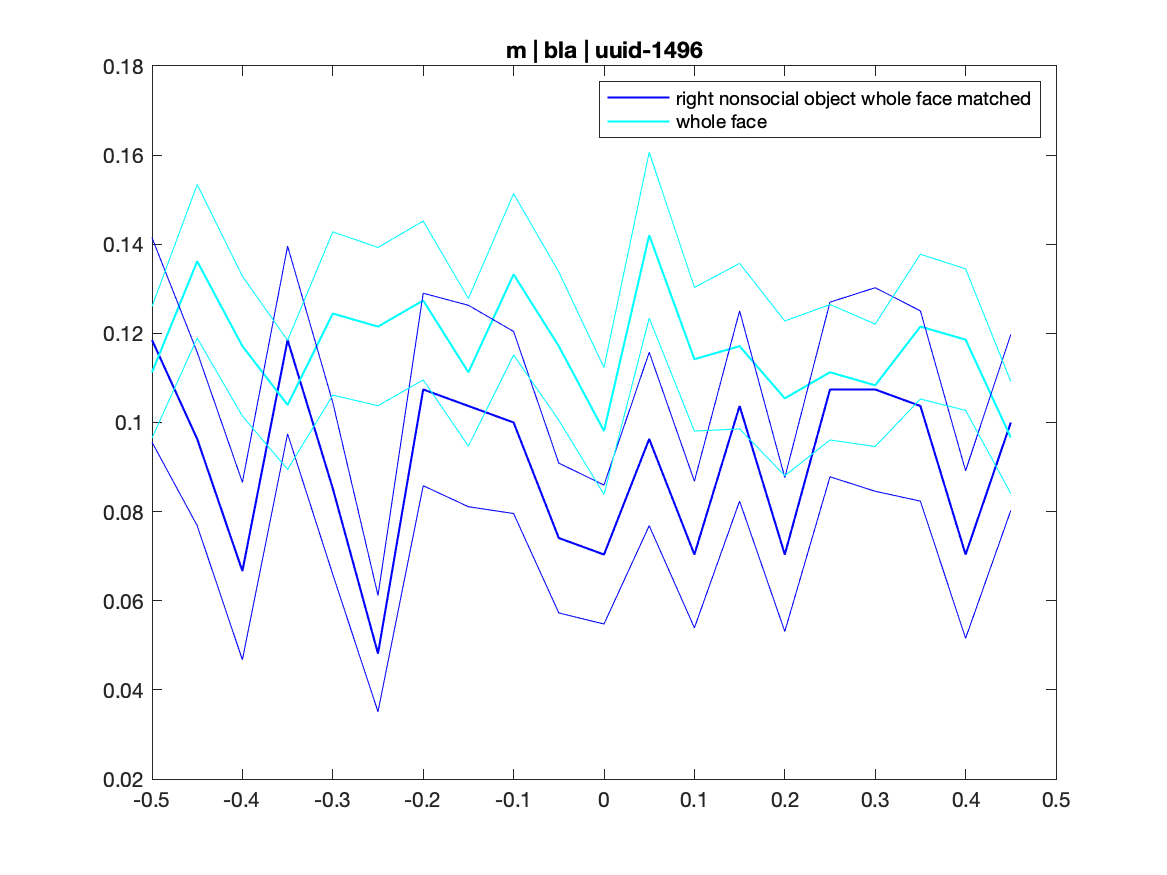 m | bla | uuid-1496
right nonsocial object whole face matched
whole face
0.18
0.16
0.14
0.12
0.1
0.08
0.06
0.04
0.02
-0.5 -0.4 -0.3 -0.2 -0.1 0 0.1 0.2 0.3 0.4 0.5